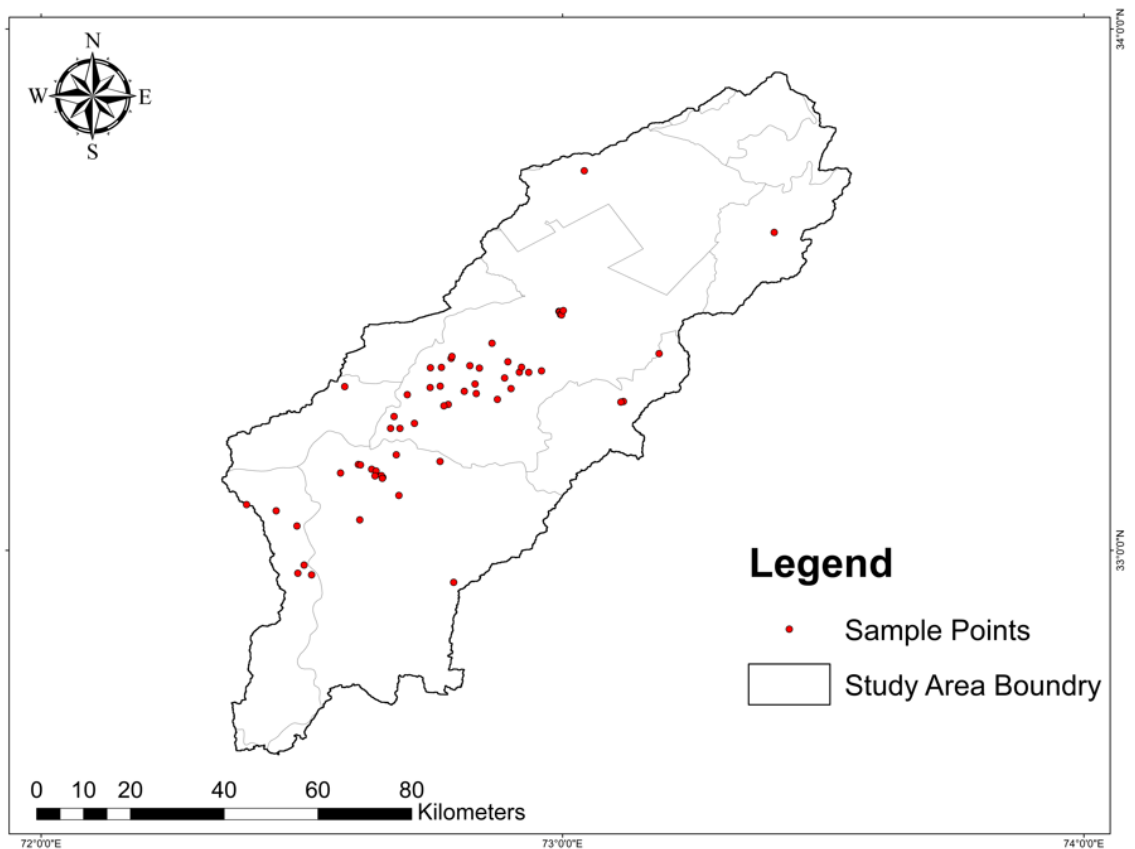 N
W E
S
34°0'0"N
33°0'0"N
Legend
Sample Points
Study Area Boundry
0 10 20 40 60 80
Kilometers
72°0'0"E 73°0'0"E 74°0'0"E